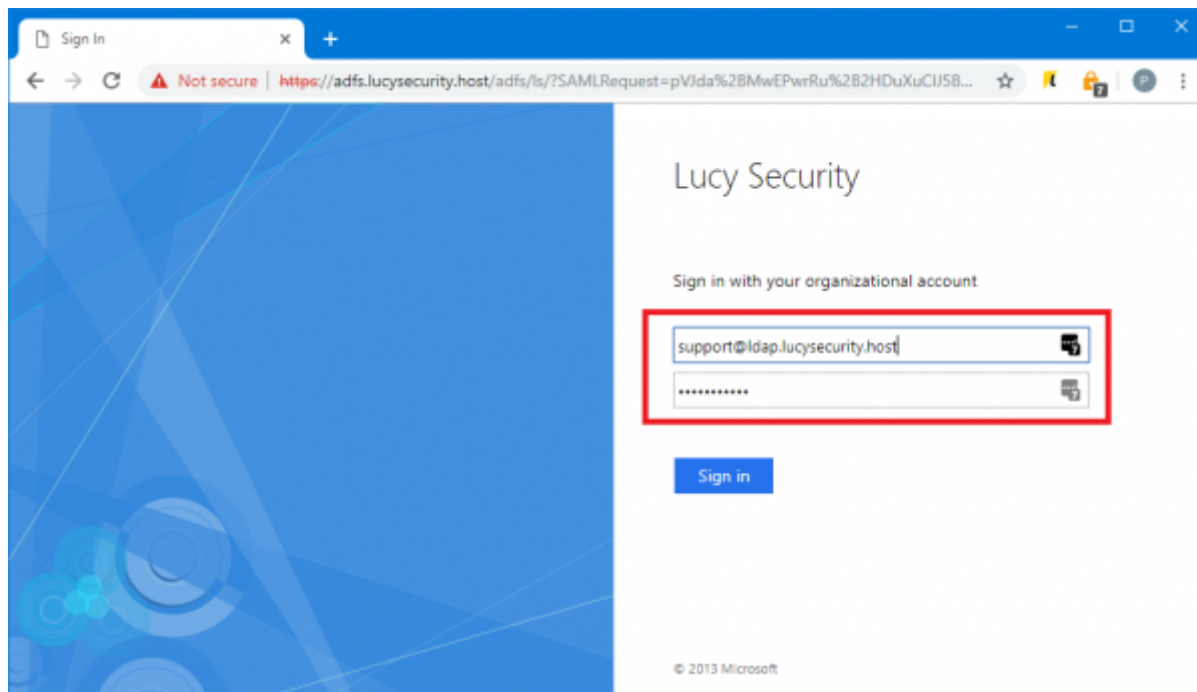 Sign In
Not secure | https://adfs.lucysecurity.host/adfs/ls/?SAMLRequest=pVJda%2BMwEPwrRu%2B2HDuXuCIJ5B...
P
7
Lucy Security
Sign in with your organizational account
support@ldap.lucysecurity.host
•••••••••••
Sign in
© 2013 Microsoft